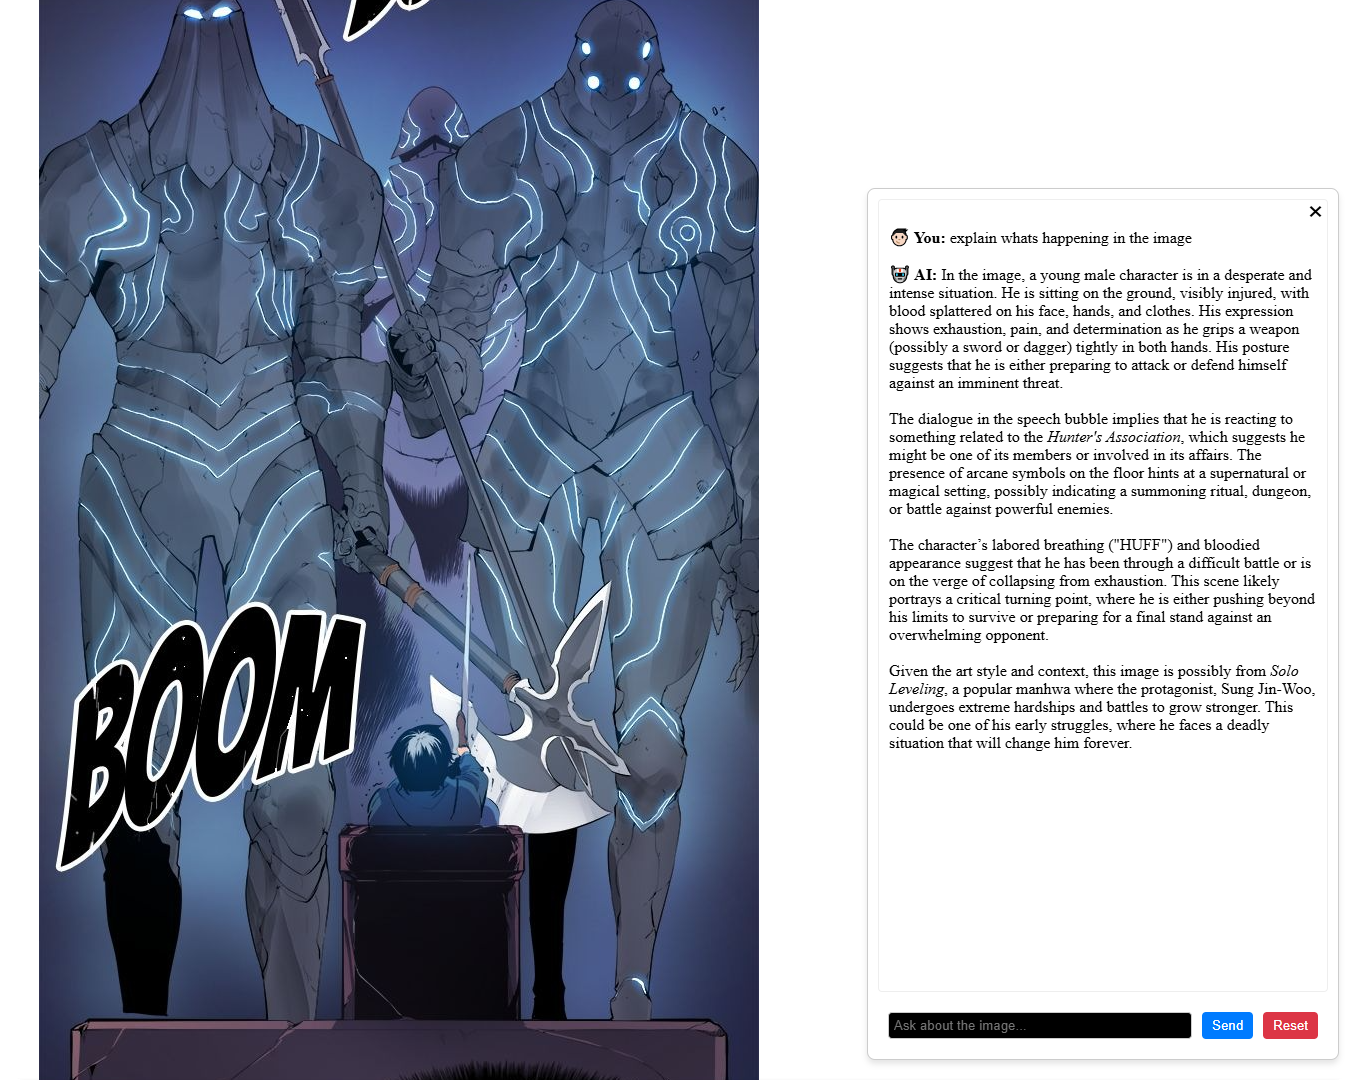 BOOM
✕
You: explain whats happening in the image
AI: In the image, a young male character is in a desperate and
intense situation. He is sitting on the ground, visibly injured, with
blood splattered on his face, hands, and clothes. His expression
shows exhaustion, pain, and determination as he grips a weapon
(possibly a sword or dagger) tightly in both hands. His posture
suggests that he is either preparing to attack or defend himself
against an imminent threat.
The dialogue in the speech bubble implies that he is reacting to
something related to the Hunter's Association, which suggests he
might be one of its members or involved in its affairs. The
presence of arcane symbols on the floor hints at a supernatural or
magical setting, possibly indicating a summoning ritual, dungeon,
or battle against powerful enemies.
The character’s labored breathing ("HUFF") and bloodied
appearance suggest that he has been through a difficult battle or is
on the verge of collapsing from exhaustion. This scene likely
portrays a critical turning point, where he is either pushing beyond
his limits to survive or preparing for a final stand against an
overwhelming opponent.
Given the art style and context, this image is possibly from Solo
Leveling, a popular manhwa where the protagonist, Sung Jin-Woo,
undergoes extreme hardships and battles to grow stronger. This
could be one of his early struggles, where he faces a deadly
situation that will change him forever.
Ask about the image...
Send
Reset